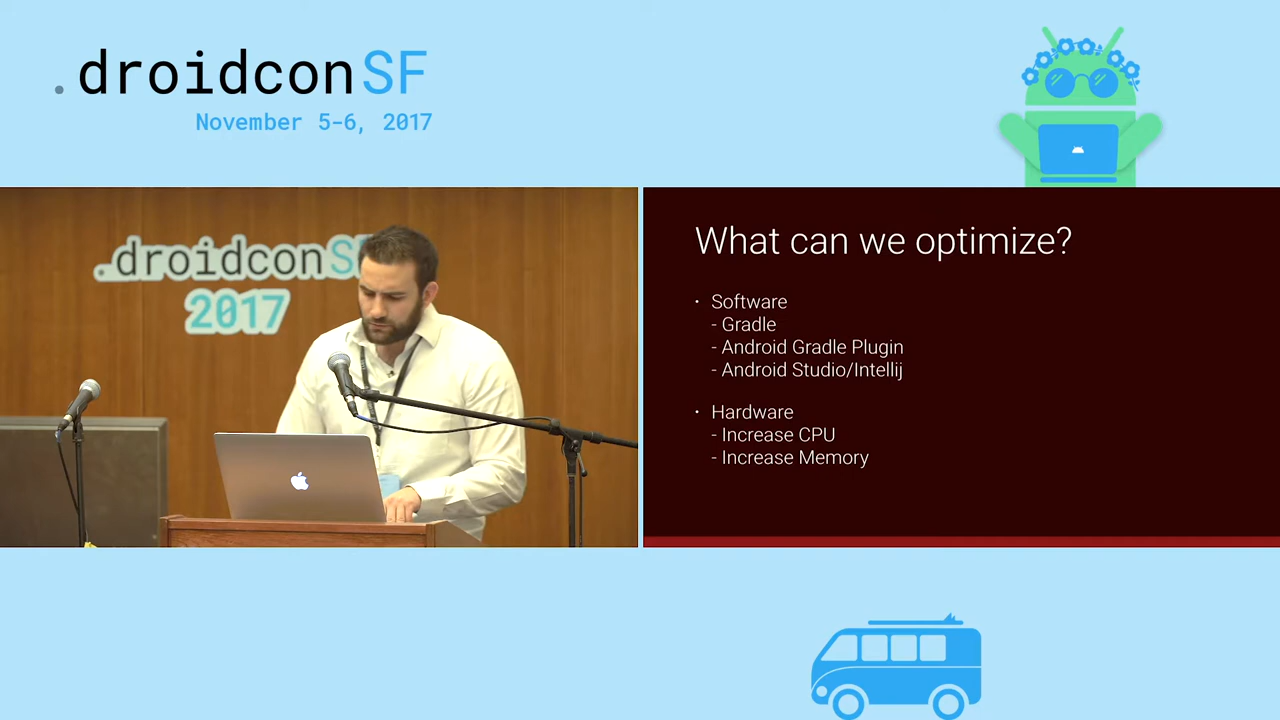 .droidconSF
November 5-6, 2017
.droidconS
2017
What can we optimize?
• Software
- Gradle
- Android Gradle Plugin
- Android Studio/Intellij
• Hardware
- Increase CPU
- Increase Memory